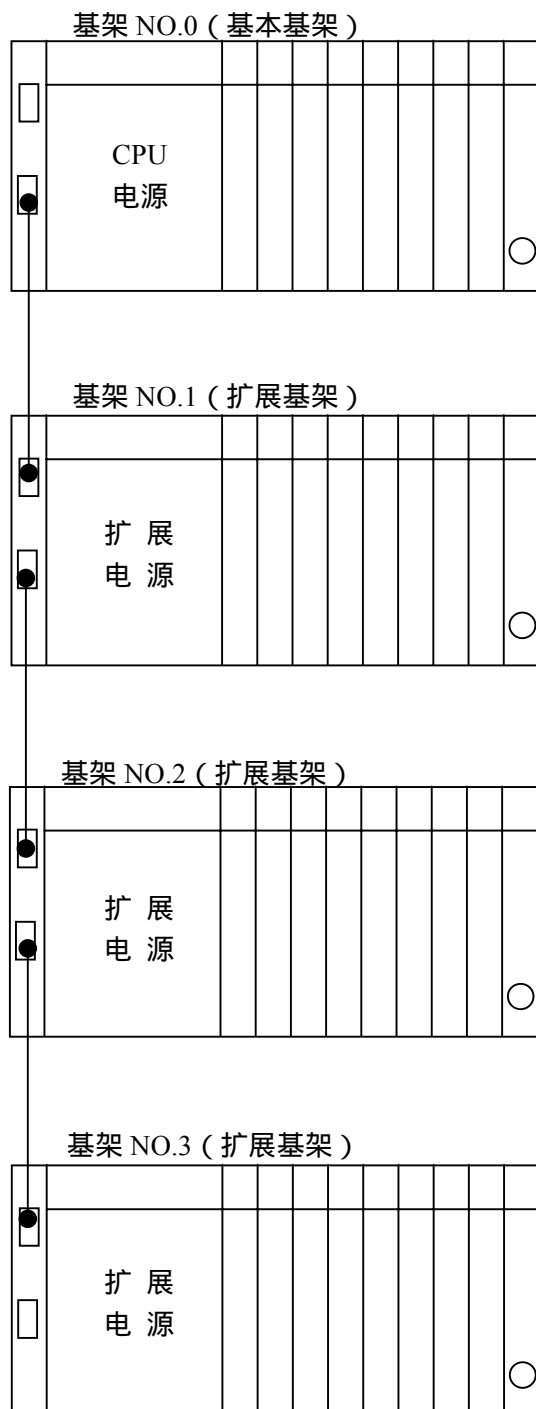 基架 NO.0（基本基架）
CPU
电源
基架 NO.1（扩展基架）
扩 展
电 源
基架 NO.2（扩展基架）
扩 展
电 源
基架 NO.3（扩展基架）
扩 展
电 源